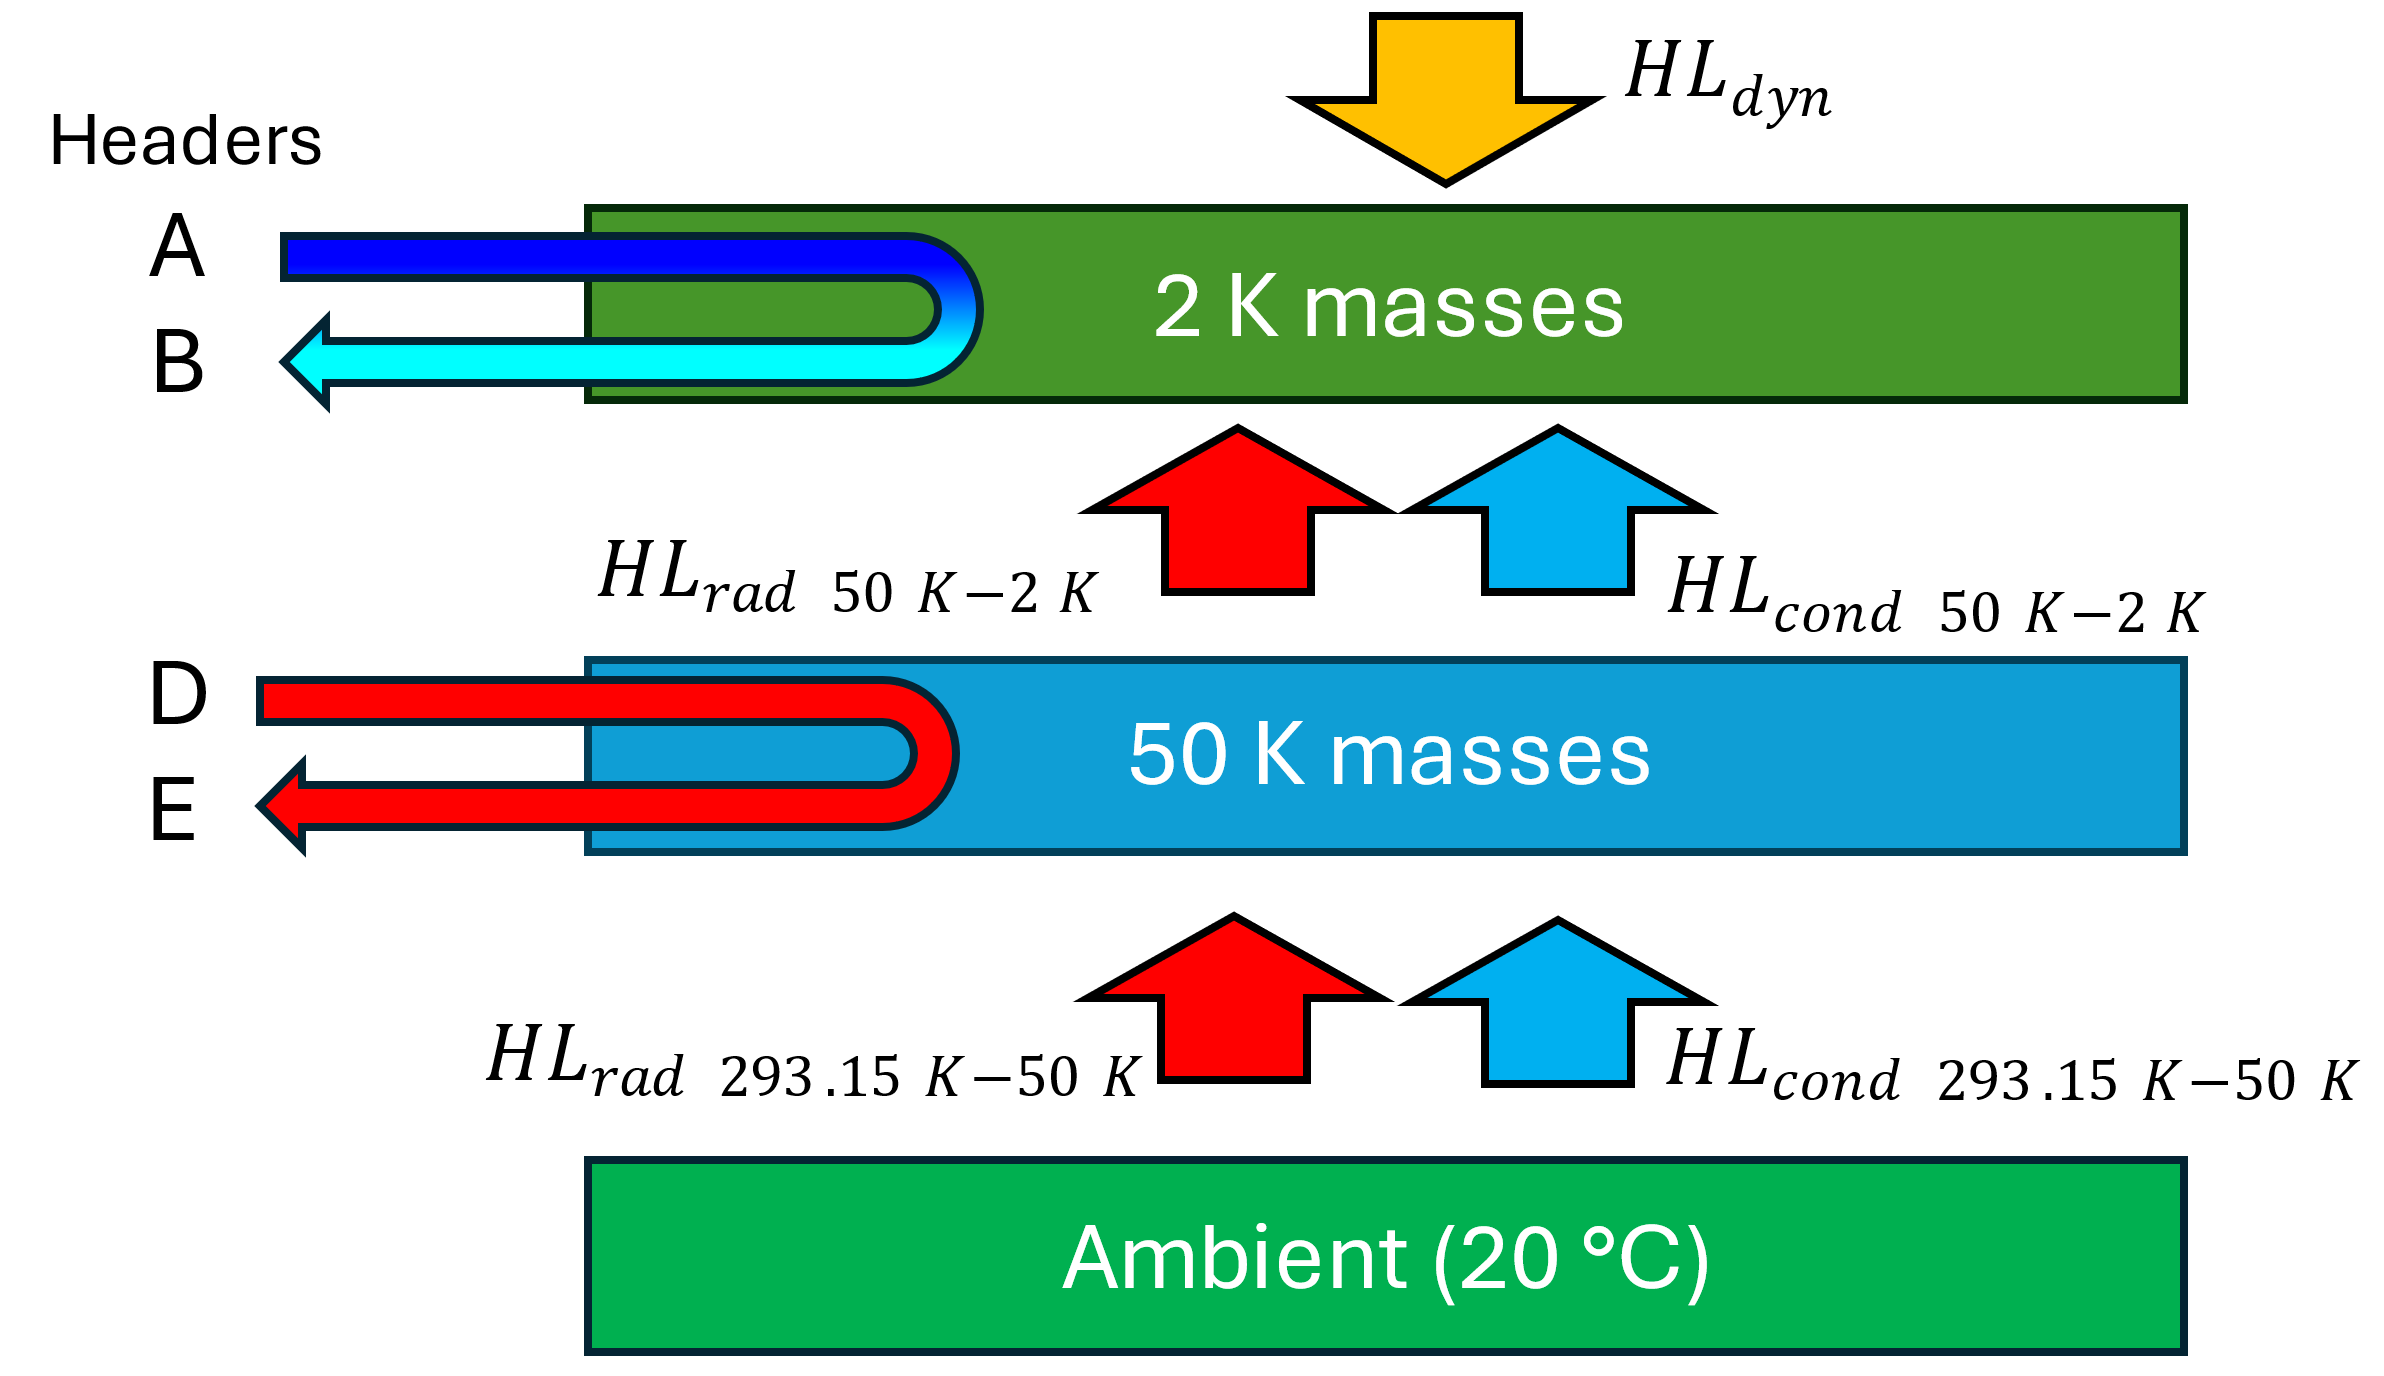 HL_dyn
Headers
A
B
2 K masses
HL_rad 50 K−2 K
HL_cond 50 K−2 K
D
E
50 K masses
HL_rad 293.15 K−50 K
HL_cond 293.15 K−50 K
Ambient (20 °C)